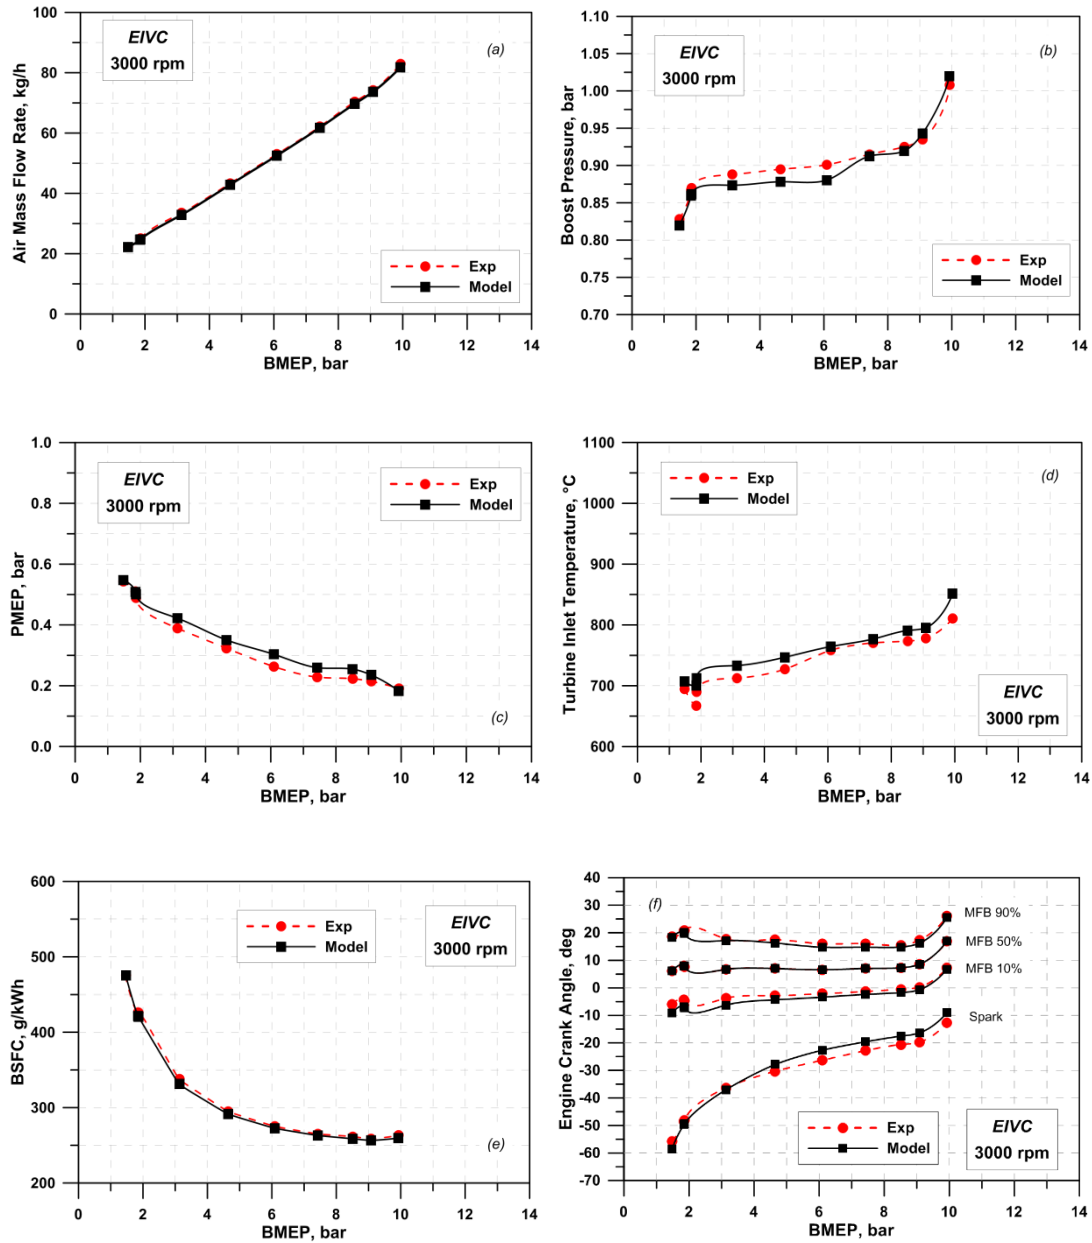 100
80
60
40
20
0
Air Mass Flow Rate, kg/h
EIVC
3000 rpm
(a)
Exp
Model
0 2 4 6 8 10 12 14
BMEP, bar
1.10
1.05
1.00
0.95
0.90
0.85
0.80
0.75
0.70
Boost Pressure, bar
EIVC
3000 rpm
(b)
Exp
Model
0 2 4 6 8 10 12 14
BMEP, bar
1.0
0.8
0.6
0.4
0.2
0.0
PMEP, bar
EIVC
3000 rpm
Exp
Model
(c)
0 2 4 6 8 10 12 14
BMEP, bar
1100
1000
900
800
700
600
Turbine Inlet Temperature, °C
Exp
Model
(d)
EIVC
3000 rpm
0 2 4 6 8 10 12 14
BMEP, bar
600
500
400
300
200
BSFC, g/kWh
Exp
Model
EIVC
3000 rpm
(e)
0 2 4 6 8 10 12 14
BMEP, bar
40
30
20
10
0
-10
-20
-30
-40
-50
-60
-70
Engine Crank Angle, deg
(f)
MFB 90%
MFB 50%
MFB 10%
Spark
Exp
Model
EIVC
3000 rpm
0 2 4 6 8 10 12 14
BMEP, bar